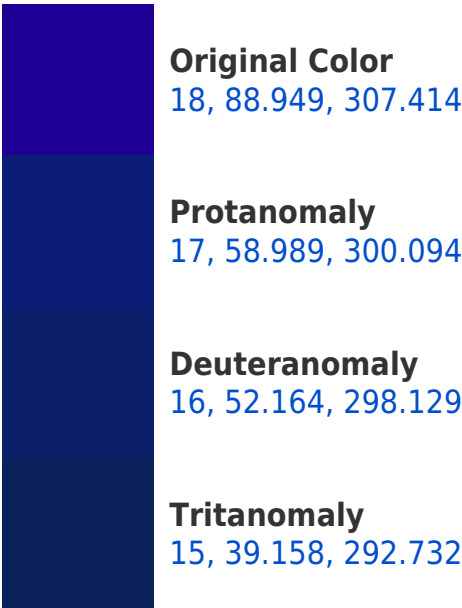 Original Color
18, 88.949, 307.414
Protanomaly
17, 58.989, 300.094
Deuteranomaly
16, 52.164, 298.129
Tritanomaly
15, 39.158, 292.732